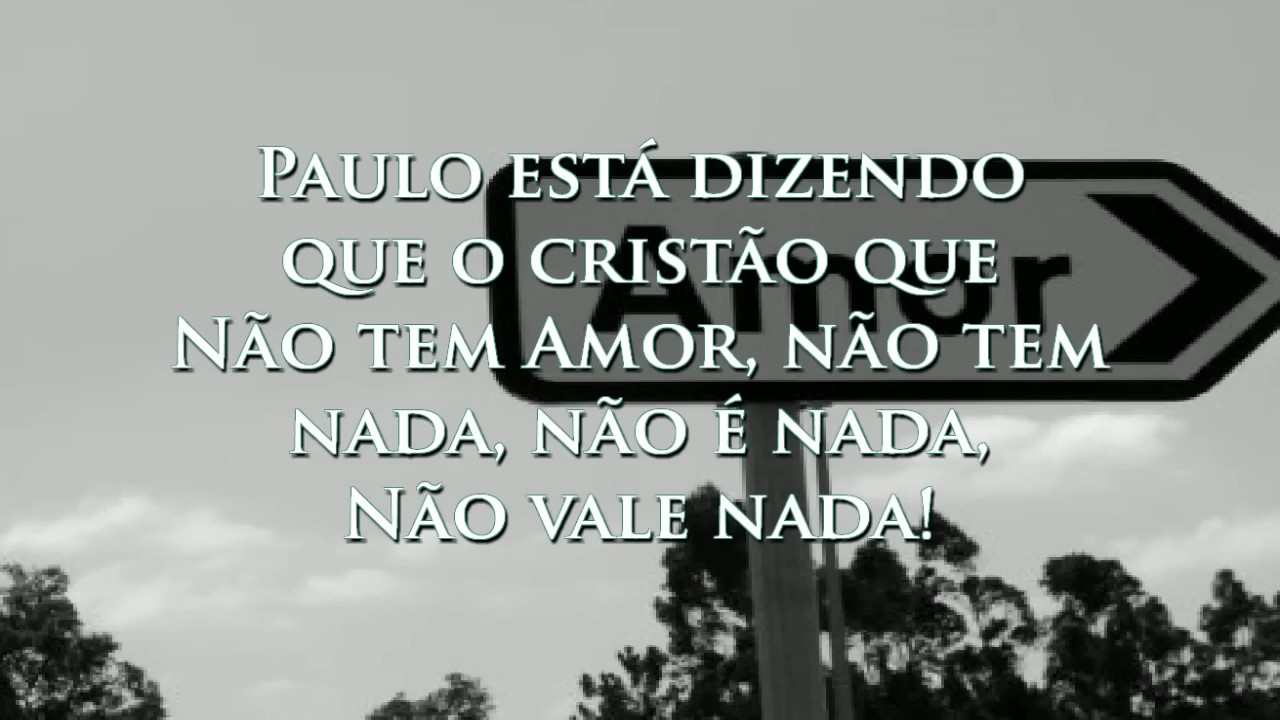 Paulo está dizendo
que o cristão que
Não tem Amor, não tem
nada, não é nada,
Não vale nada!
Amor